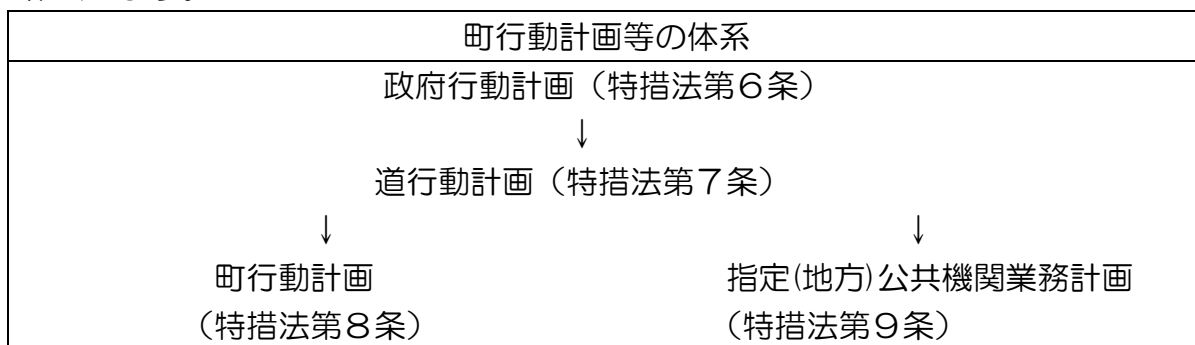 町行動計画等の体系
政府行動計画（特措法第６条）
↓
道行動計画（特措法第７条）
↓ ↓
町行動計画 指定(地方)公共機関業務計画
（特措法第８条） （特措法第９条）